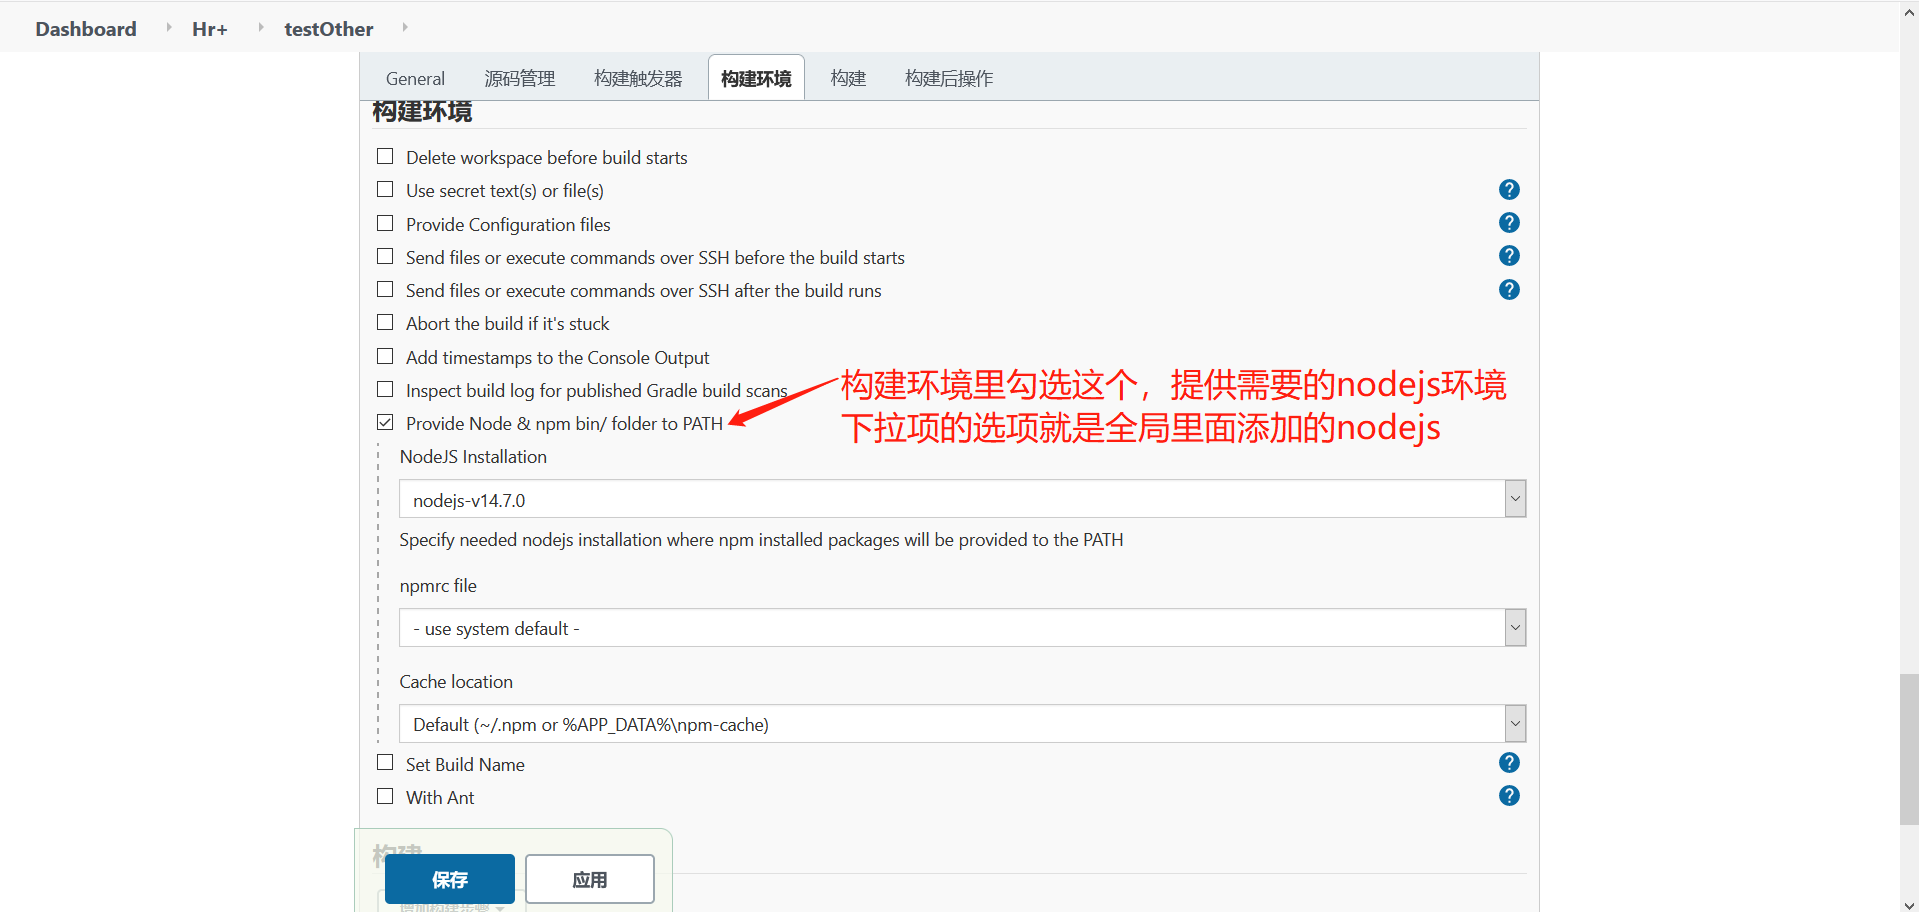 Dashboard Hr+ testOther
General 源码管理 构建触发器 构建环境 构建 构建后操作
构建环境
Delete workspace before build starts
Use secret text(s) or file(s)
Provide Configuration files
Send files or execute commands over SSH before the build starts
Send files or execute commands over SSH after the build runs
Abort the build if it's stuck
Add timestamps to the Console Output
Inspect build log for published Gradle build scans
构建环境里勾选这个，提供需要的nodejs环境
Provide Node & npm bin/ folder to PATH
下拉项的选项就是全局里面添加的nodejs
NodeJS Installation
nodejs-v14.7.0
Specify needed nodejs installation where npm installed packages will be provided to the PATH
npmrc file
- use system default -
Cache location
Default (~/.npm or %APP_DATA%\npm-cache)
Set Build Name
With Ant
构建
保存 应用
增加构建步骤